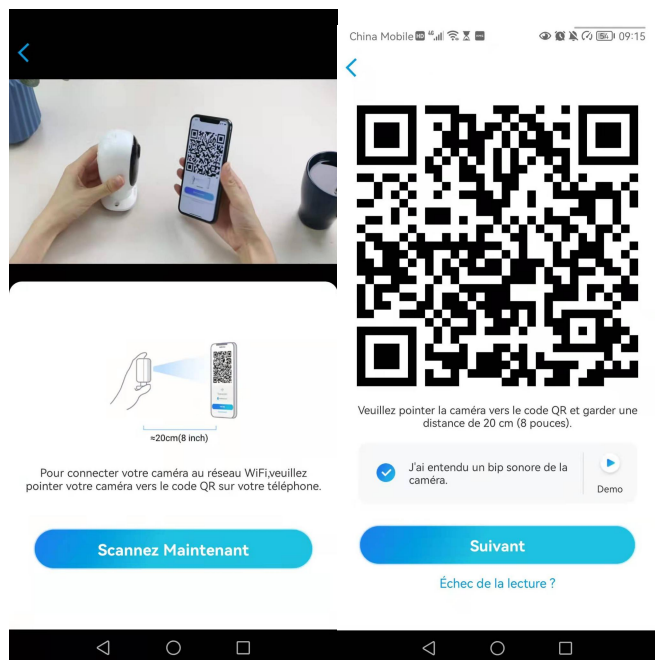 ≈20cm(8 inch)
Pour connecter votre caméra au réseau WiFi,veuillez
pointer votre caméra vers le code QR sur votre téléphone.
Scannez Maintenant
China Mobile HD 4G
54 09:15
Veuillez pointer la caméra vers le code QR et garder une
distance de 20 cm (8 pouces).
J'ai entendu un bip sonore de la
caméra.
Demo
Suivant
Échec de la lecture ?